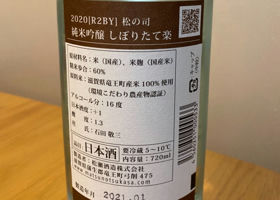 2020[R2BY] 松の司
純米吟醸 しぼりたて楽
原材料名：米（国産）、米麹（国産米）
精米歩合：60%
使用米：滋賀県竜王町産米100%使用
（環境こだわり農産物認証）
アルコール分：16度
日本酒度：+1
酸度：1.3
杜氏：石田敬三
日本酒
要冷蔵 5～10℃
内容量：720ml
製造者：松瀬酒造株式会社
滋賀県蒲生郡竜王町弓削475
www.matsunotsukasa.com
製造年月 2021.01